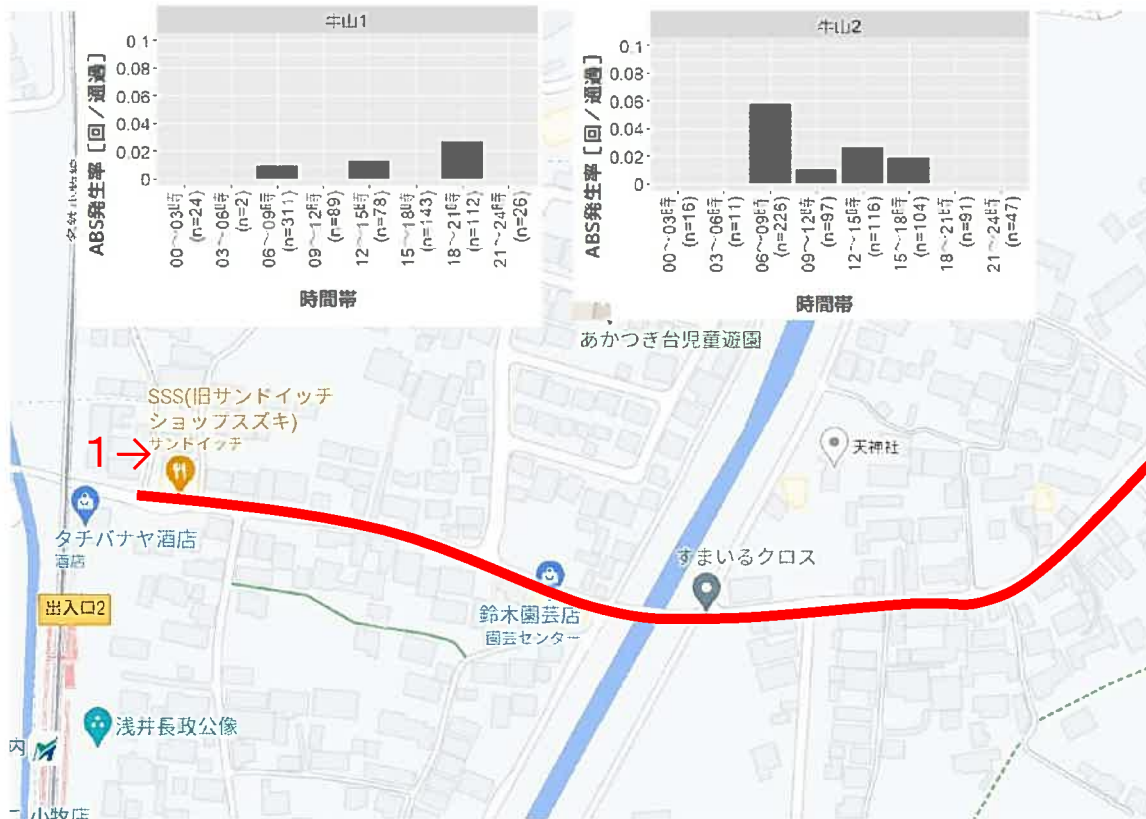 牛山1
ABS発生率 [回/通過]
0.1
0.08
0.06
0.04
0.02
0
00～03時
(n=24)
03～06時
(n=2)
06～09時
(n=311)
09～12時
(n=89)
12～15時
(n=78)
15～18時
(n=143)
18～21時
(n=112)
21～24時
(n=26)
時間帯
牛山2
ABS発生率 [回/通過]
0.1
0.08
0.06
0.04
0.02
0
00～03時
(n=16)
03～06時
(n=11)
06～09時
(n=226)
09～12時
(n=97)
12～15時
(n=116)
15～18時
(n=104)
18～21時
(n=91)
21～24時
(n=47)
時間帯
あかつき台児童遊園
SSS(旧サンドイッチ
ショップスズキ)
サンドイッチ
1→
天神社
タチバナヤ酒店
酒店
すまいるクロス
出入口2
鈴木園芸店
園芸センター
浅井長政公像
内
小牧店